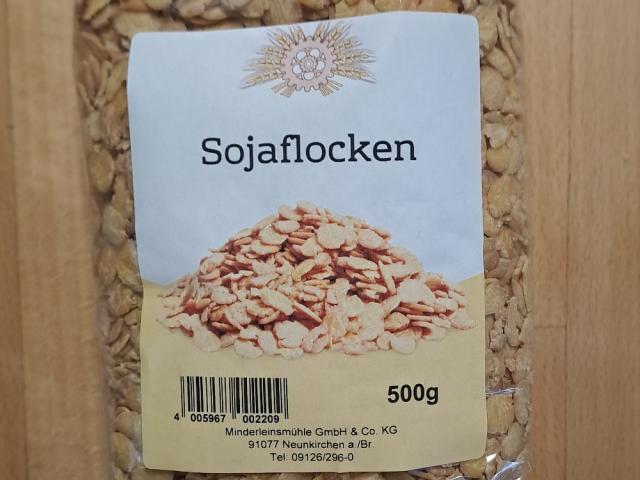 Sojaflocken
500g
4 005967 002209
Minderleinsmühle GmbH & Co. KG
91077 Neunkirchen a./Br.
Tel: 09126/296-0